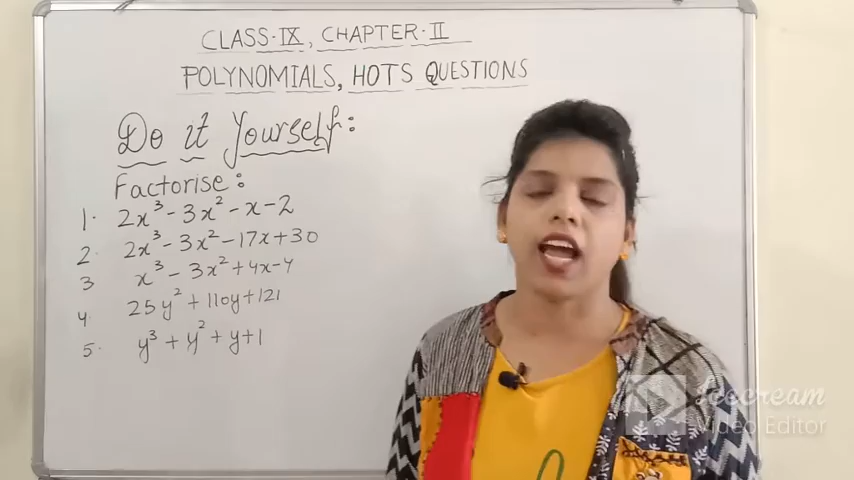 CLASS-IX, CHAPTER-II
POLYNOMIALS, HOTS QUESTIONS
Do it Yourself:
Factorise:
1. 2x³-3x²-x-2
2. 2x³-3x²-17x+30
3 x³-3x²+4x-4
4. 25y²+110y+121
5. y³+y²+y+1
Icecream
Video Editor